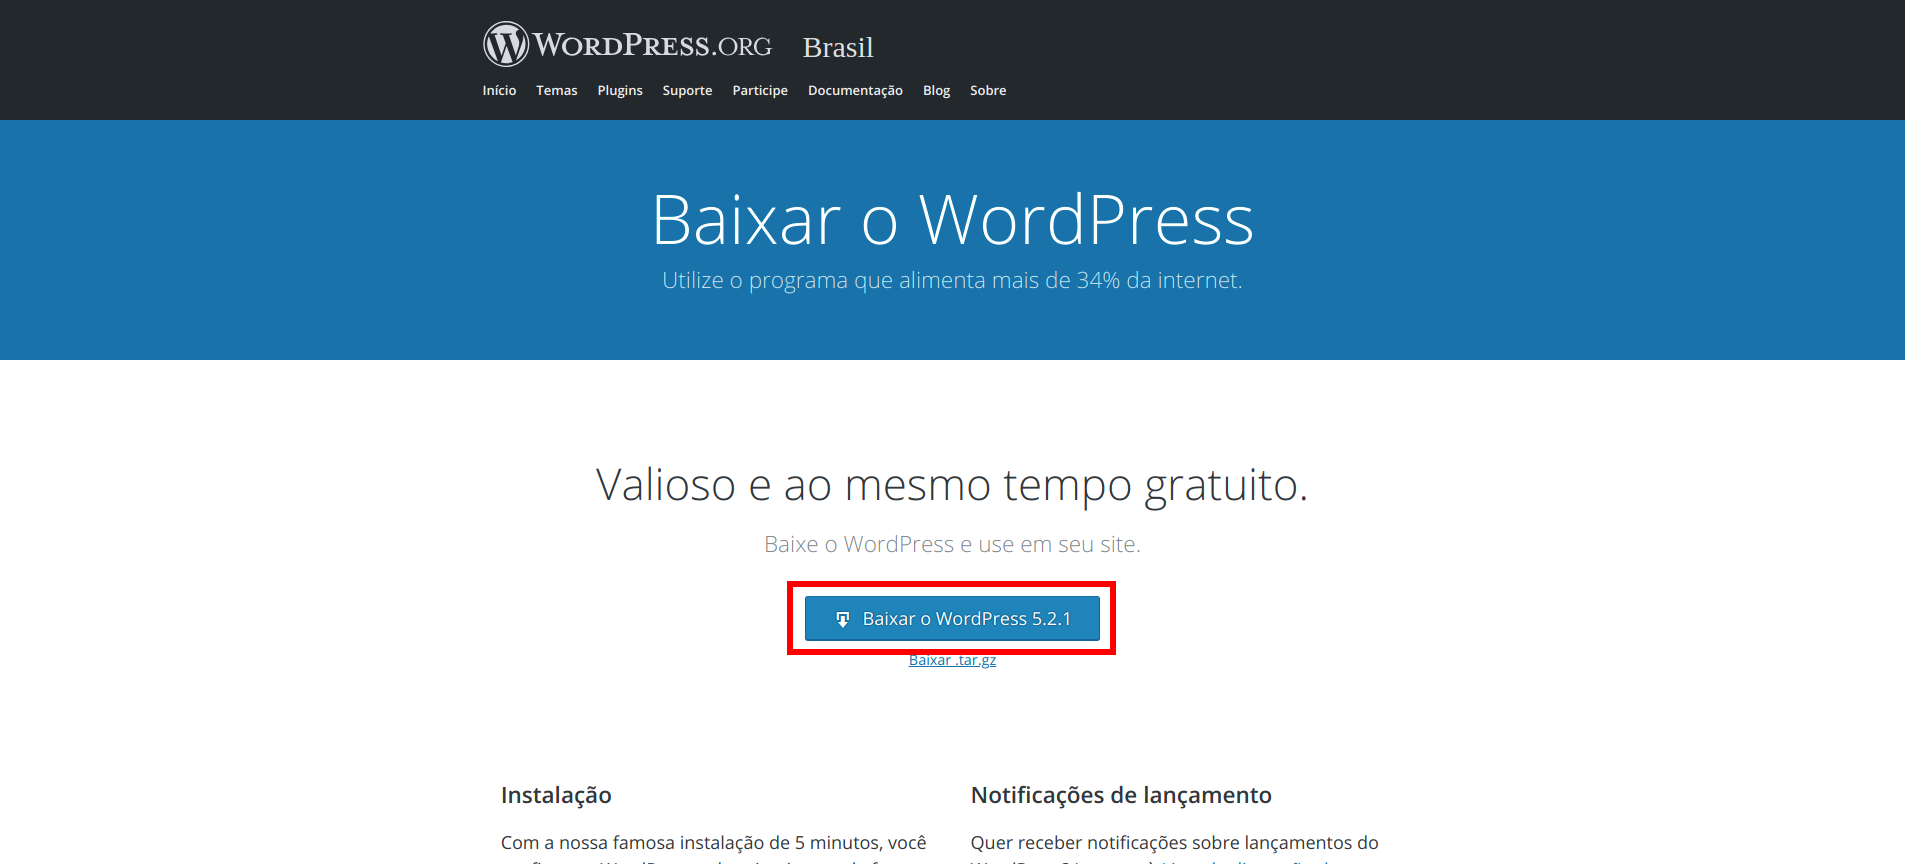 WORDPRESS.ORG Brasil
Início Temas Plugins Suporte Participe Documentação Blog Sobre
Baixar o WordPress
Utilize o programa que alimenta mais de 34% da internet.
Valioso e ao mesmo tempo gratuito.
Baixe o WordPress e use em seu site.
Baixar o WordPress 5.2.1
Baixar .tar.gz
Instalação
Com a nossa famosa instalação de 5 minutos, você
Notificações de lançamento
Quer receber notificações sobre lançamentos do